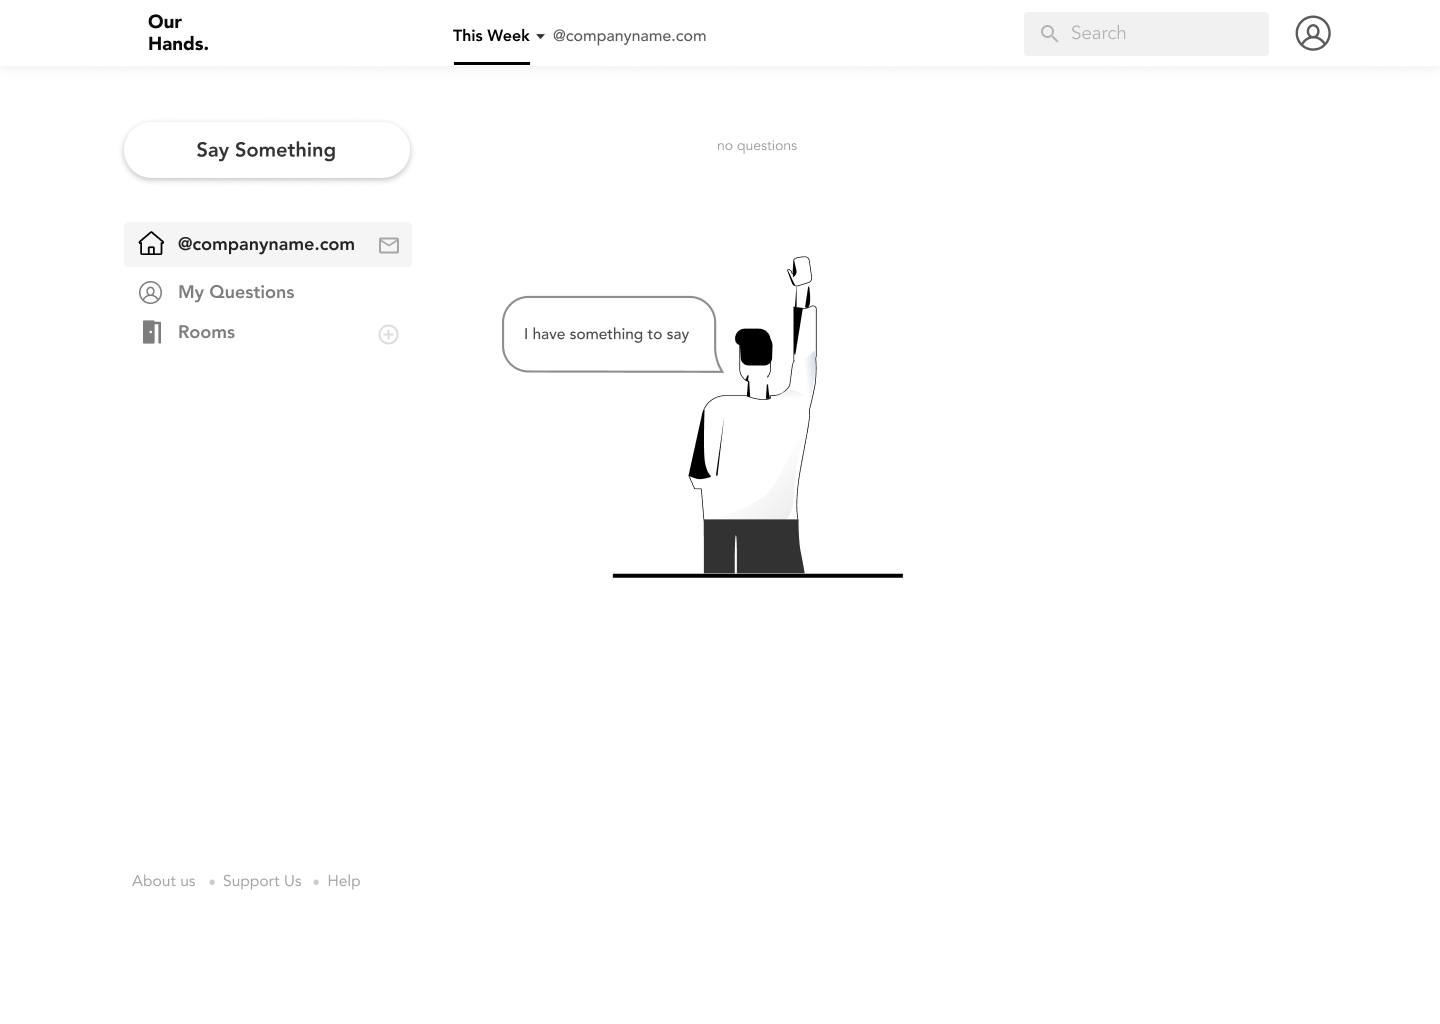 Our
Hands.
This Week
@companyname.com
Search
Say Something
no questions
@companyname.com
My Questions
Rooms
I have something to say
About us
Support Us
Help